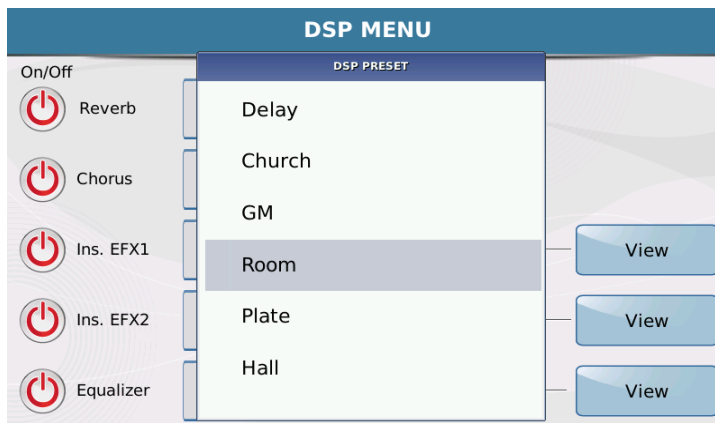 DSP MENU
DSP PRESET
On/Off
Reverb
Chorus
Ins. EFX1
Ins. EFX2
Equalizer
Delay
Church
GM
Room
Plate
Hall
View
View
View